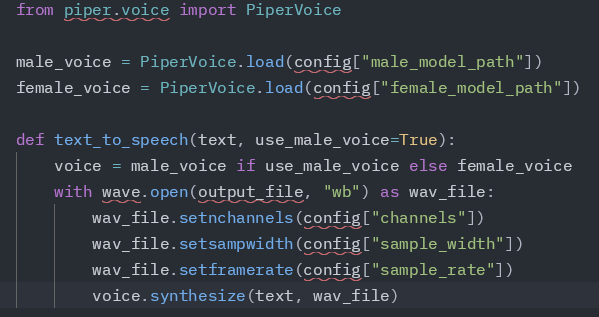 from piper.voice import PiperVoice

male_voice = PiperVoice.load(config["male_model_path"])
female_voice = PiperVoice.load(config["female_model_path"])

def text_to_speech(text, use_male_voice=True):
    voice = male_voice if use_male_voice else female_voice
    with wave.open(output_file, "wb") as wav_file:
        wav_file.setnchannels(config["channels"])
        wav_file.setsampwidth(config["sample_width"])
        wav_file.setframerate(config["sample_rate"])
        voice.synthesize(text, wav_file)